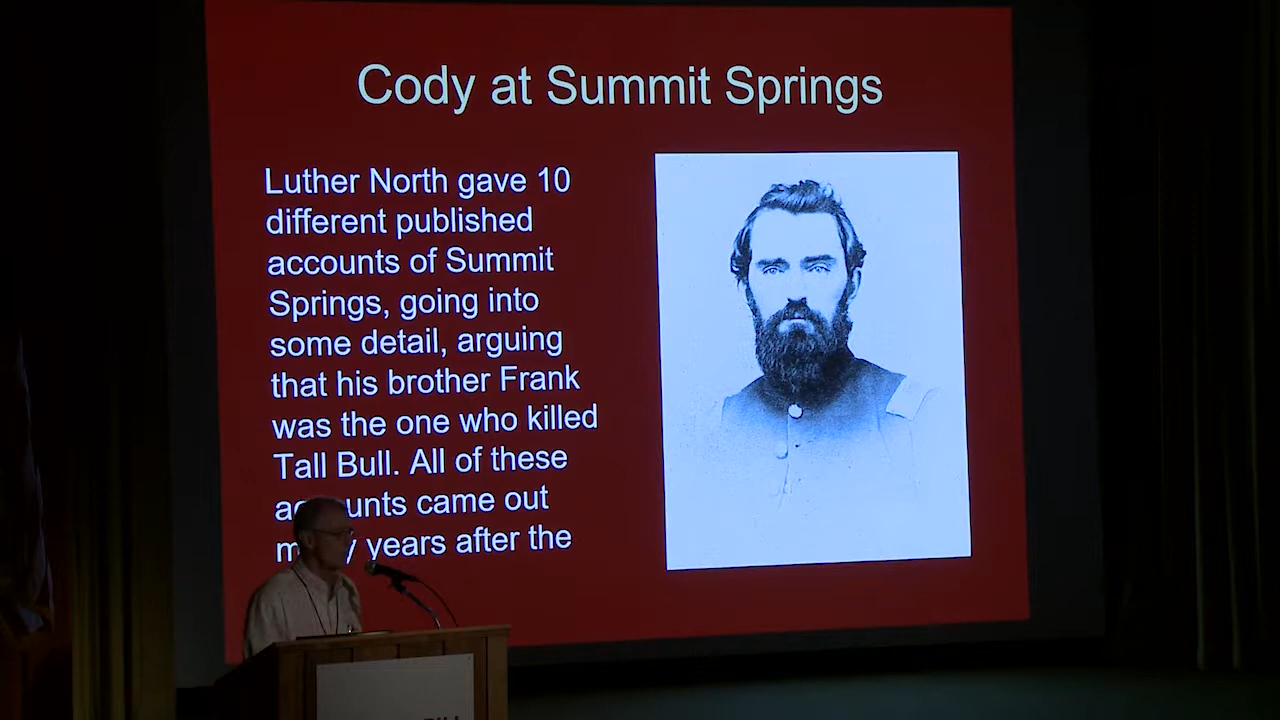 Cody at Summit Springs
Luther North gave 10
different published
accounts of Summit
Springs, going into
some detail, arguing
that his brother Frank
was the one who killed
Tall Bull. All of these
accounts came out
many years after the